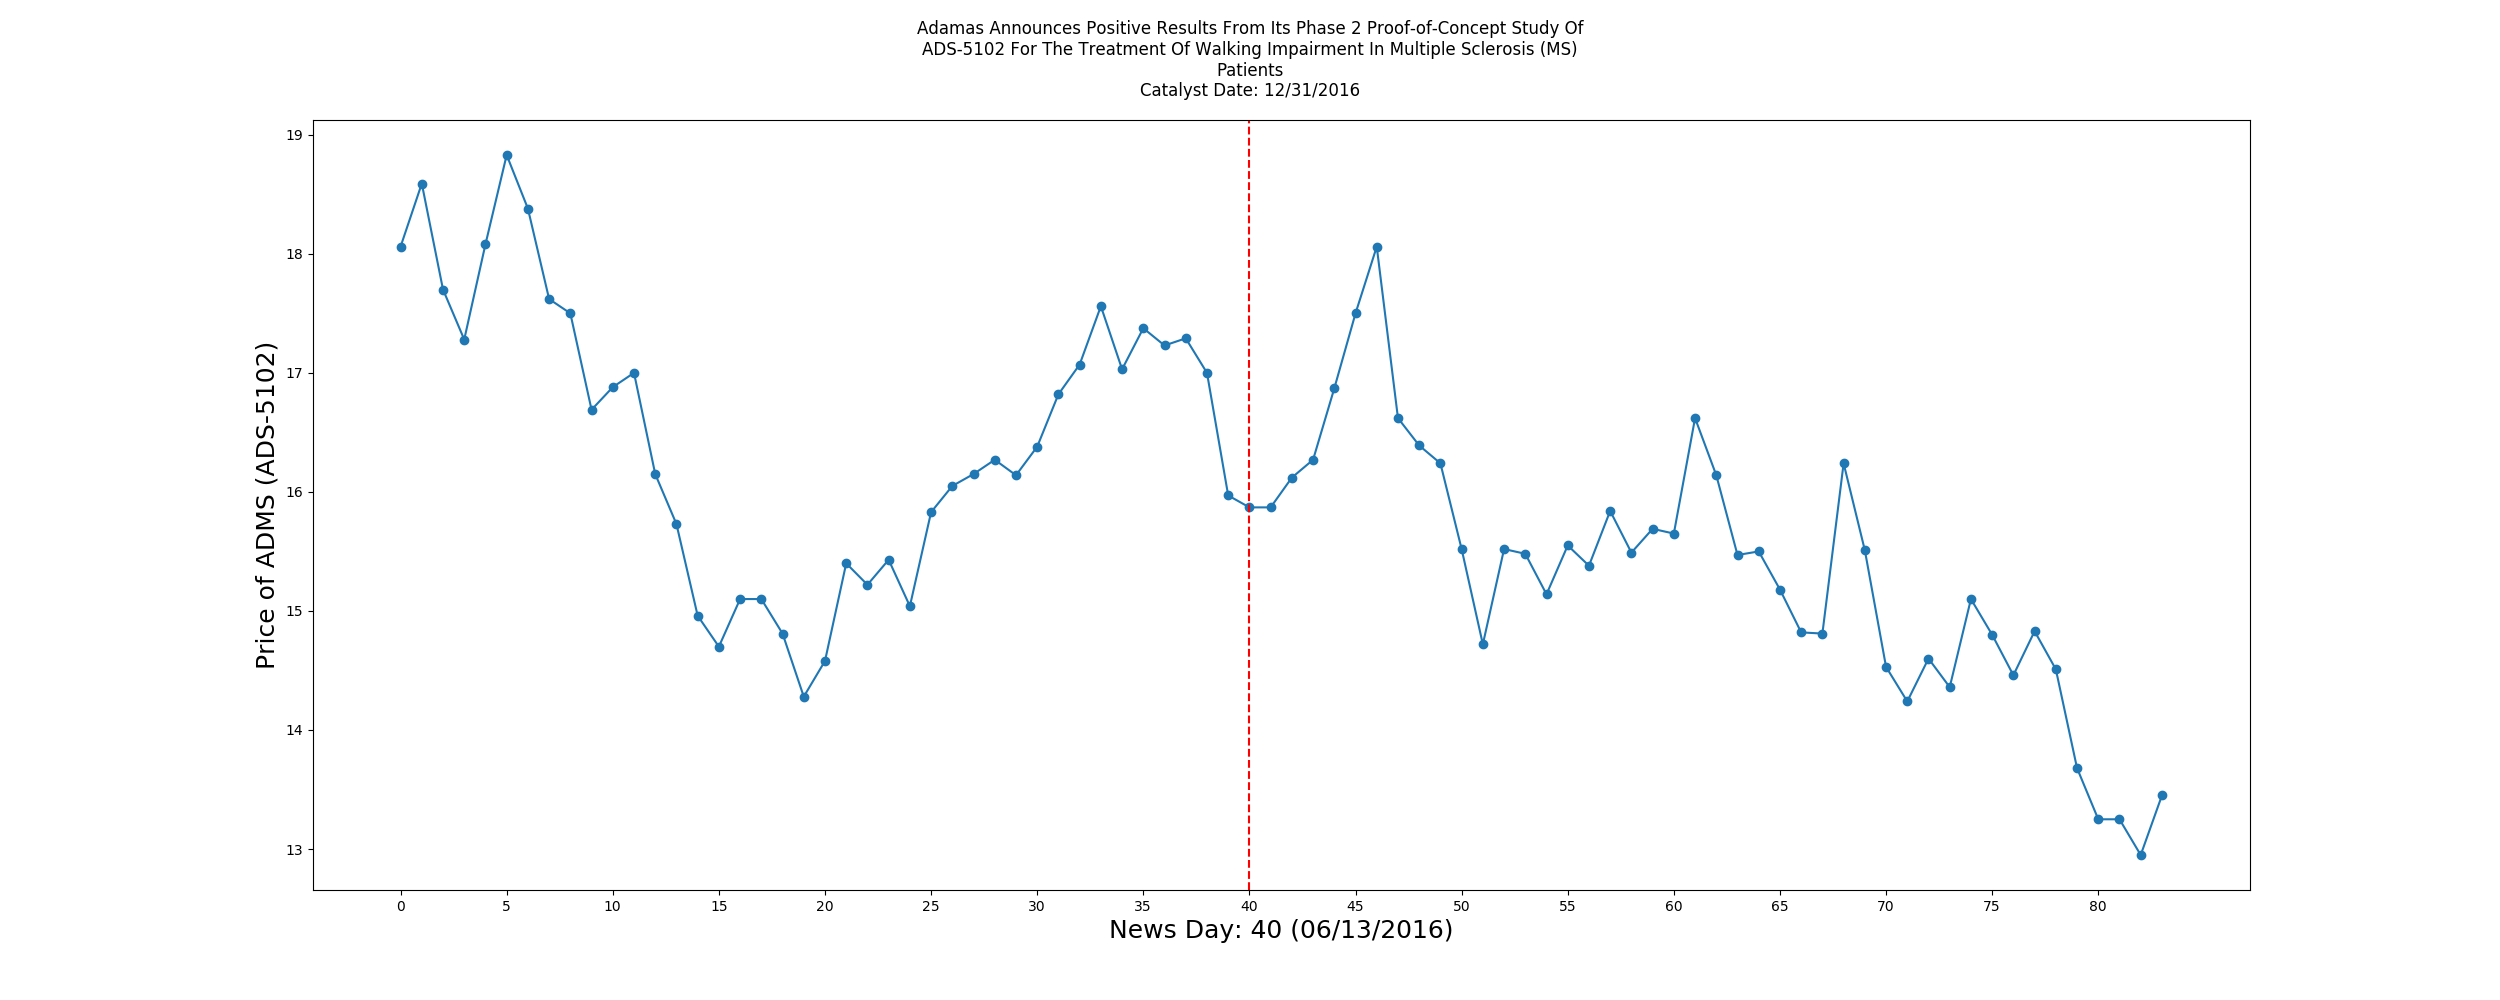 Adamas Announces Positive Results From Its Phase 2 Proof-of-Concept Study Of
ADS-5102 For The Treatment Of Walking Impairment In Multiple Sclerosis (MS)
Patients
Catalyst Date: 12/31/2016
Price of ADMS (ADS-5102)
19
18
17
16
15
14
13
0 5 10 15 20 25 30 35 40 45 50 55 60 65 70 75 80
News Day: 40 (06/13/2016)